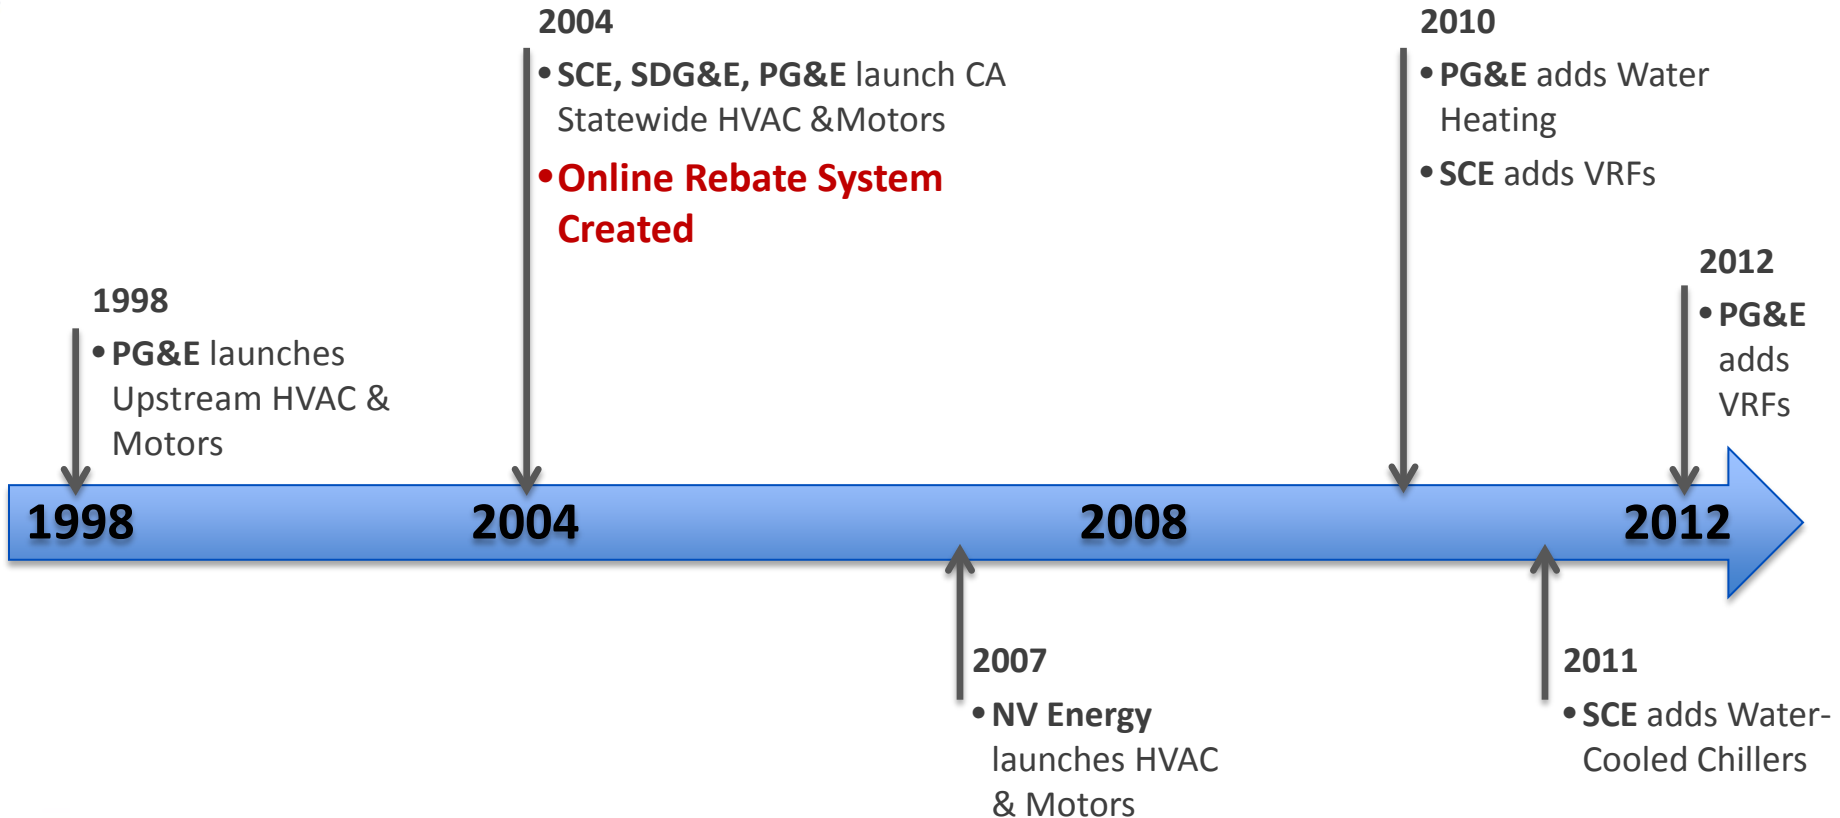 2004
• SCE, SDG&E, PG&E launch CA
Statewide HVAC &Motors
• Online Rebate System
Created
2010
• PG&E adds Water
Heating
• SCE adds VRFs
2012
• PG&E
adds
VRFs
1998
• PG&E launches
Upstream HVAC &
Motors
1998
2004
2008
2012
2007
• NV Energy
launches HVAC
& Motors
2011
• SCE adds Water-
Cooled Chillers